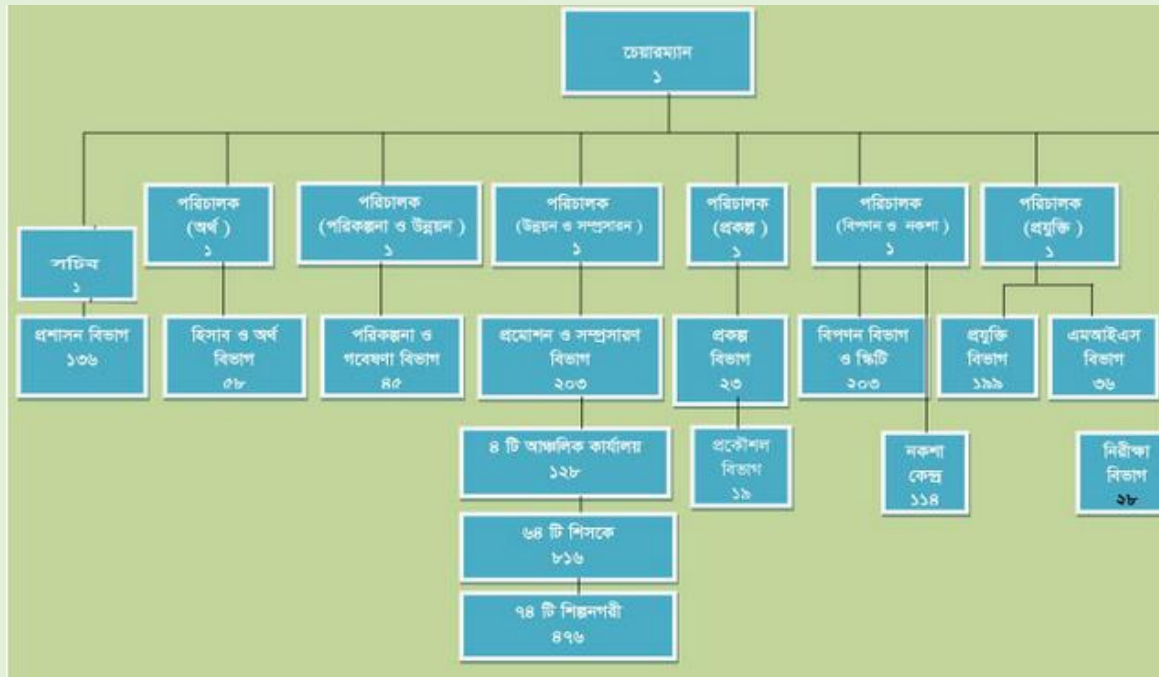 চেয়ারম্যান
১
সচিব
১
পরিচালক
(অর্থ )
১
পরিচালক
(পরিকল্পনা ও উন্নয়ন )
১
পরিচালক
(উন্নয়ন ও সম্প্রসারন )
১
পরিচালক
(প্রকল্প )
১
পরিচালক
(বিপণন ও নকশা )
১
পরিচালক
(প্রযুক্তি )
১
প্রশাসন বিভাগ
১৩৬
হিসাব ও অর্থ
বিভাগ
৫৮
পরিকল্পনা ও
গবেষণা বিভাগ
৪৫
প্রমোশন ও সম্প্রসারণ
বিভাগ
২০৩
প্রকল্প
বিভাগ
২৩
বিপণন বিভাগ
ও স্কিটি
২০৩
প্রযুক্তি
বিভাগ
১৯৯
এমআইএস
বিভাগ
৩৬
৪ টি আঞ্চলিক কার্যালয়
১২৮
প্রকৌশল
বিভাগ
১৯
নকশা
কেন্দ্র
১১৪
নিরীক্ষা
বিভাগ
২৮
৬৪ টি শিসকে
৮১৬
৭৪ টি শিল্পনগরী
৪৭৬